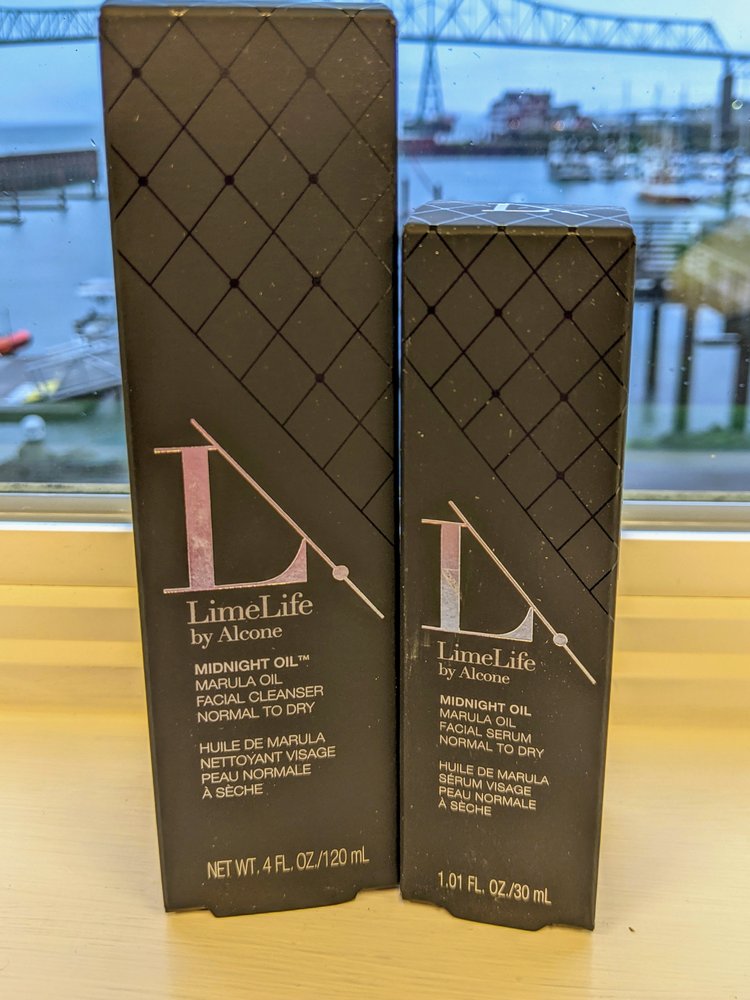 L
LimeLife
by Alcone
MIDNIGHT OIL™
MARULA OIL
FACIAL CLEANSER
NORMAL TO DRY
HUILE DE MARULA
NETTOYANT VISAGE
PEAU NORMALE
À SÈCHE
NET WT. 4 FL. OZ./120 mL
L
LimeLife
by Alcone
MIDNIGHT OIL
MARULA OIL
FACIAL SERUM
NORMAL TO DRY
HUILE DE MARULA
SÉRUM VISAGE
PEAU NORMALE
À SÈCHE
1.01 FL. OZ./30 mL